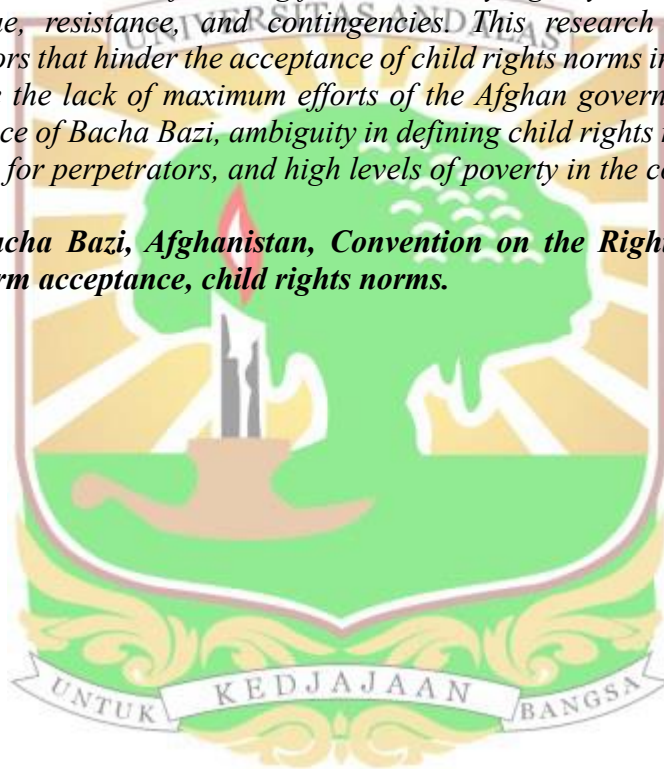 ue, resistance, and contingencies. This research
UNIVERSITAS ANDALAS
ors that hinder the acceptance of child rights norms in
e the lack of maximum efforts of the Afghan govern
ce of Bacha Bazi, ambiguity in defining child rights
for perpetrators, and high levels of poverty in the co
acha Bazi, Afghanistan, Convention on the Righ
rm acceptance, child rights norms.
UNTUK KEDJAJAAN BANGSA